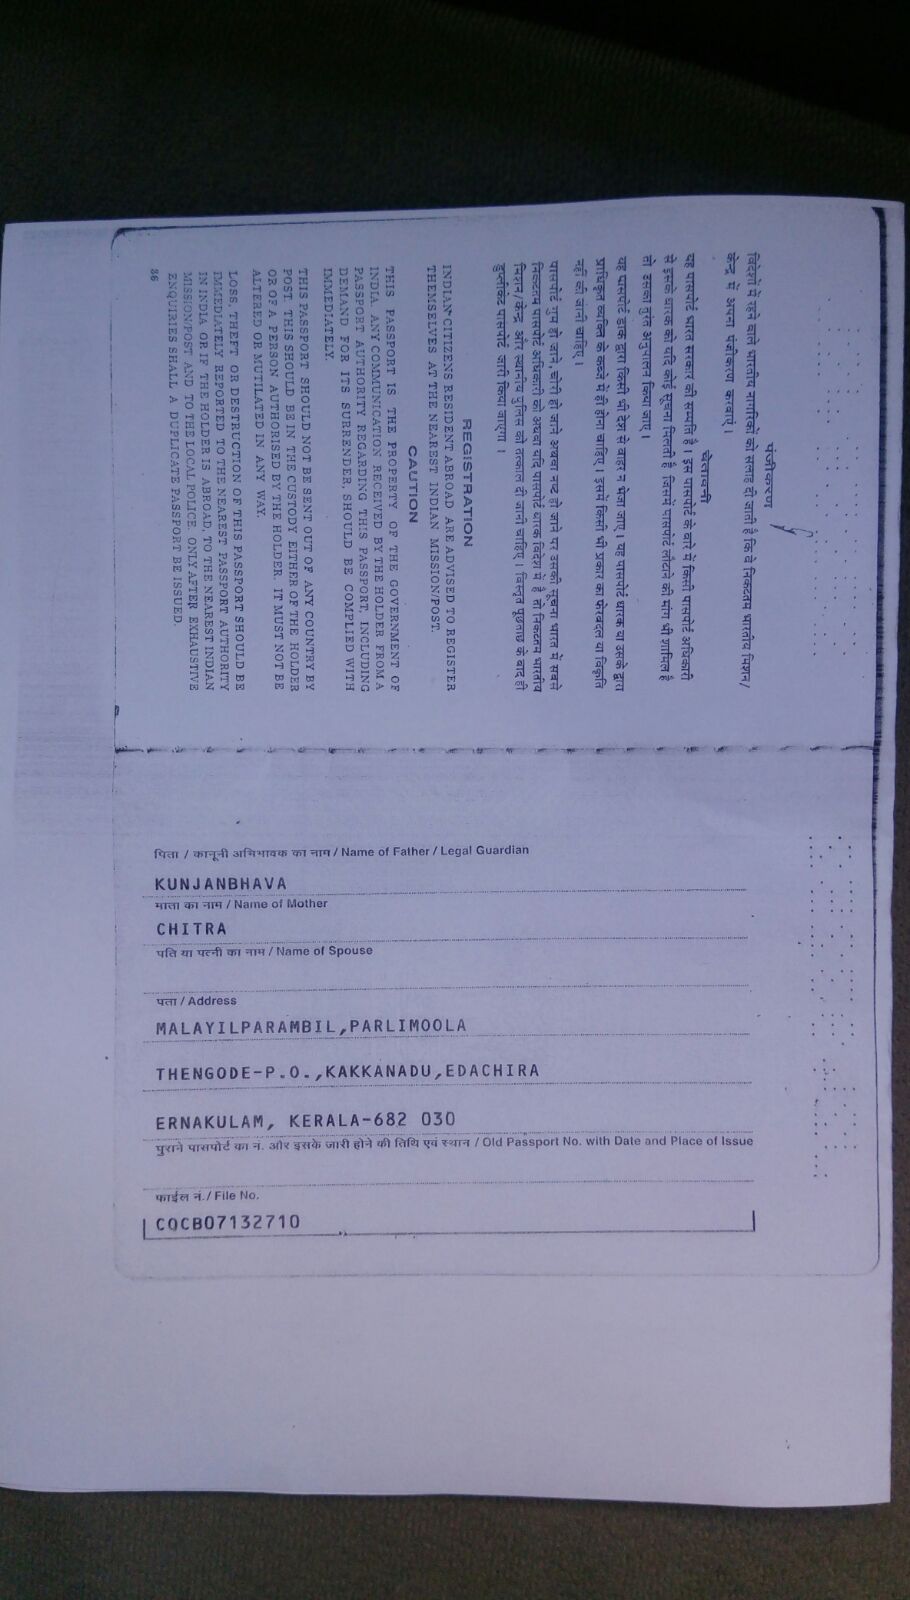 पंजीकरण
विदेशों में रहने वाले भारतीय नागरिकों को सलाह दी जाती है कि वे निकटतम भारतीय मिशन/
केन्द्र में अपना पंजीकरण करवाएं।
चेतावनी
यह पासपोर्ट भारत सरकार की सम्पत्ति है। इस पासपोर्ट के बारे में किसी पासपोर्ट अधिकारी
से इसके धारक को यदि कोई सूचना मिलती है जिसमें पासपोर्ट लौटाने की मांग भी शामिल है
तो उसका तुरंत अनुपालन किया जाए।
यह पासपोर्ट डाक द्वारा किसी भी देश से बाहर न भेजा जाए। यह पासपोर्ट धारक या उसके द्वारा
प्राधिकृत व्यक्ति के कब्जे में ही होना चाहिए। इसमें किसी भी प्रकार का फेरबदल या विकृति
नहीं की जानी चाहिए।
पासपोर्ट गुम हो जाने, चोरी हो जाने अथवा नष्ट हो जाने पर उसकी सूचना भारत में सबसे
निकटतम पासपोर्ट अधिकारी को अथवा यदि पासपोर्ट धारक विदेश में है तो निकटतम भारतीय
मिशन/केन्द्र और स्थानीय पुलिस को तत्काल दी जानी चाहिए। विस्तृत पूछताछ के बाद ही
डुप्लीकेट पासपोर्ट जारी किया जाएगा।
REGISTRATION
INDIAN CITIZENS RESIDENT ABROAD ARE ADVISED TO REGISTER
THEMSELVES AT THE NEAREST INDIAN MISSION/POST.
CAUTION
THIS PASSPORT IS THE PROPERTY OF THE GOVERNMENT OF
INDIA. ANY COMMUNICATION RECEIVED BY THE HOLDER FROM A
PASSPORT AUTHORITY REGARDING THIS PASSPORT, INCLUDING
DEMAND FOR ITS SURRENDER, SHOULD BE COMPLIED WITH
IMMEDIATELY.
THIS PASSPORT SHOULD NOT BE SENT OUT OF ANY COUNTRY BY
POST. THIS SHOULD BE IN THE CUSTODY EITHER OF THE HOLDER
OR OF A PERSON AUTHORISED BY THE HOLDER. IT MUST NOT BE
ALTERED OR MUTILATED IN ANY WAY.
LOSS, THEFT OR DESTRUCTION OF THIS PASSPORT SHOULD BE
IMMEDIATELY REPORTED TO THE NEAREST PASSPORT AUTHORITY
IN INDIA OR IF THE HOLDER IS ABROAD, TO THE NEAREST INDIAN
MISSION/POST AND TO THE LOCAL POLICE. ONLY AFTER EXHAUSTIVE
ENQUIRIES SHALL A DUPLICATE PASSPORT BE ISSUED.
36
पिता / कानूनी अभिभावक का नाम / Name of Father / Legal Guardian
KUNJANBHAVA
माता का नाम / Name of Mother
CHITRA
पति या पत्नी का नाम / Name of Spouse
पता / Address
MALAYILPARAMBIL,PARLIMOOLA
THENGODE-P.O.,KAKKANADU,EDACHIRA
ERNAKULAM, KERALA-682 030
पुराने पासपोर्ट का नं. और इसके जारी होने की तिथि एवं स्थान / Old Passport No. with Date and Place of Issue
फाईल नं./ File No.
COCB07132710